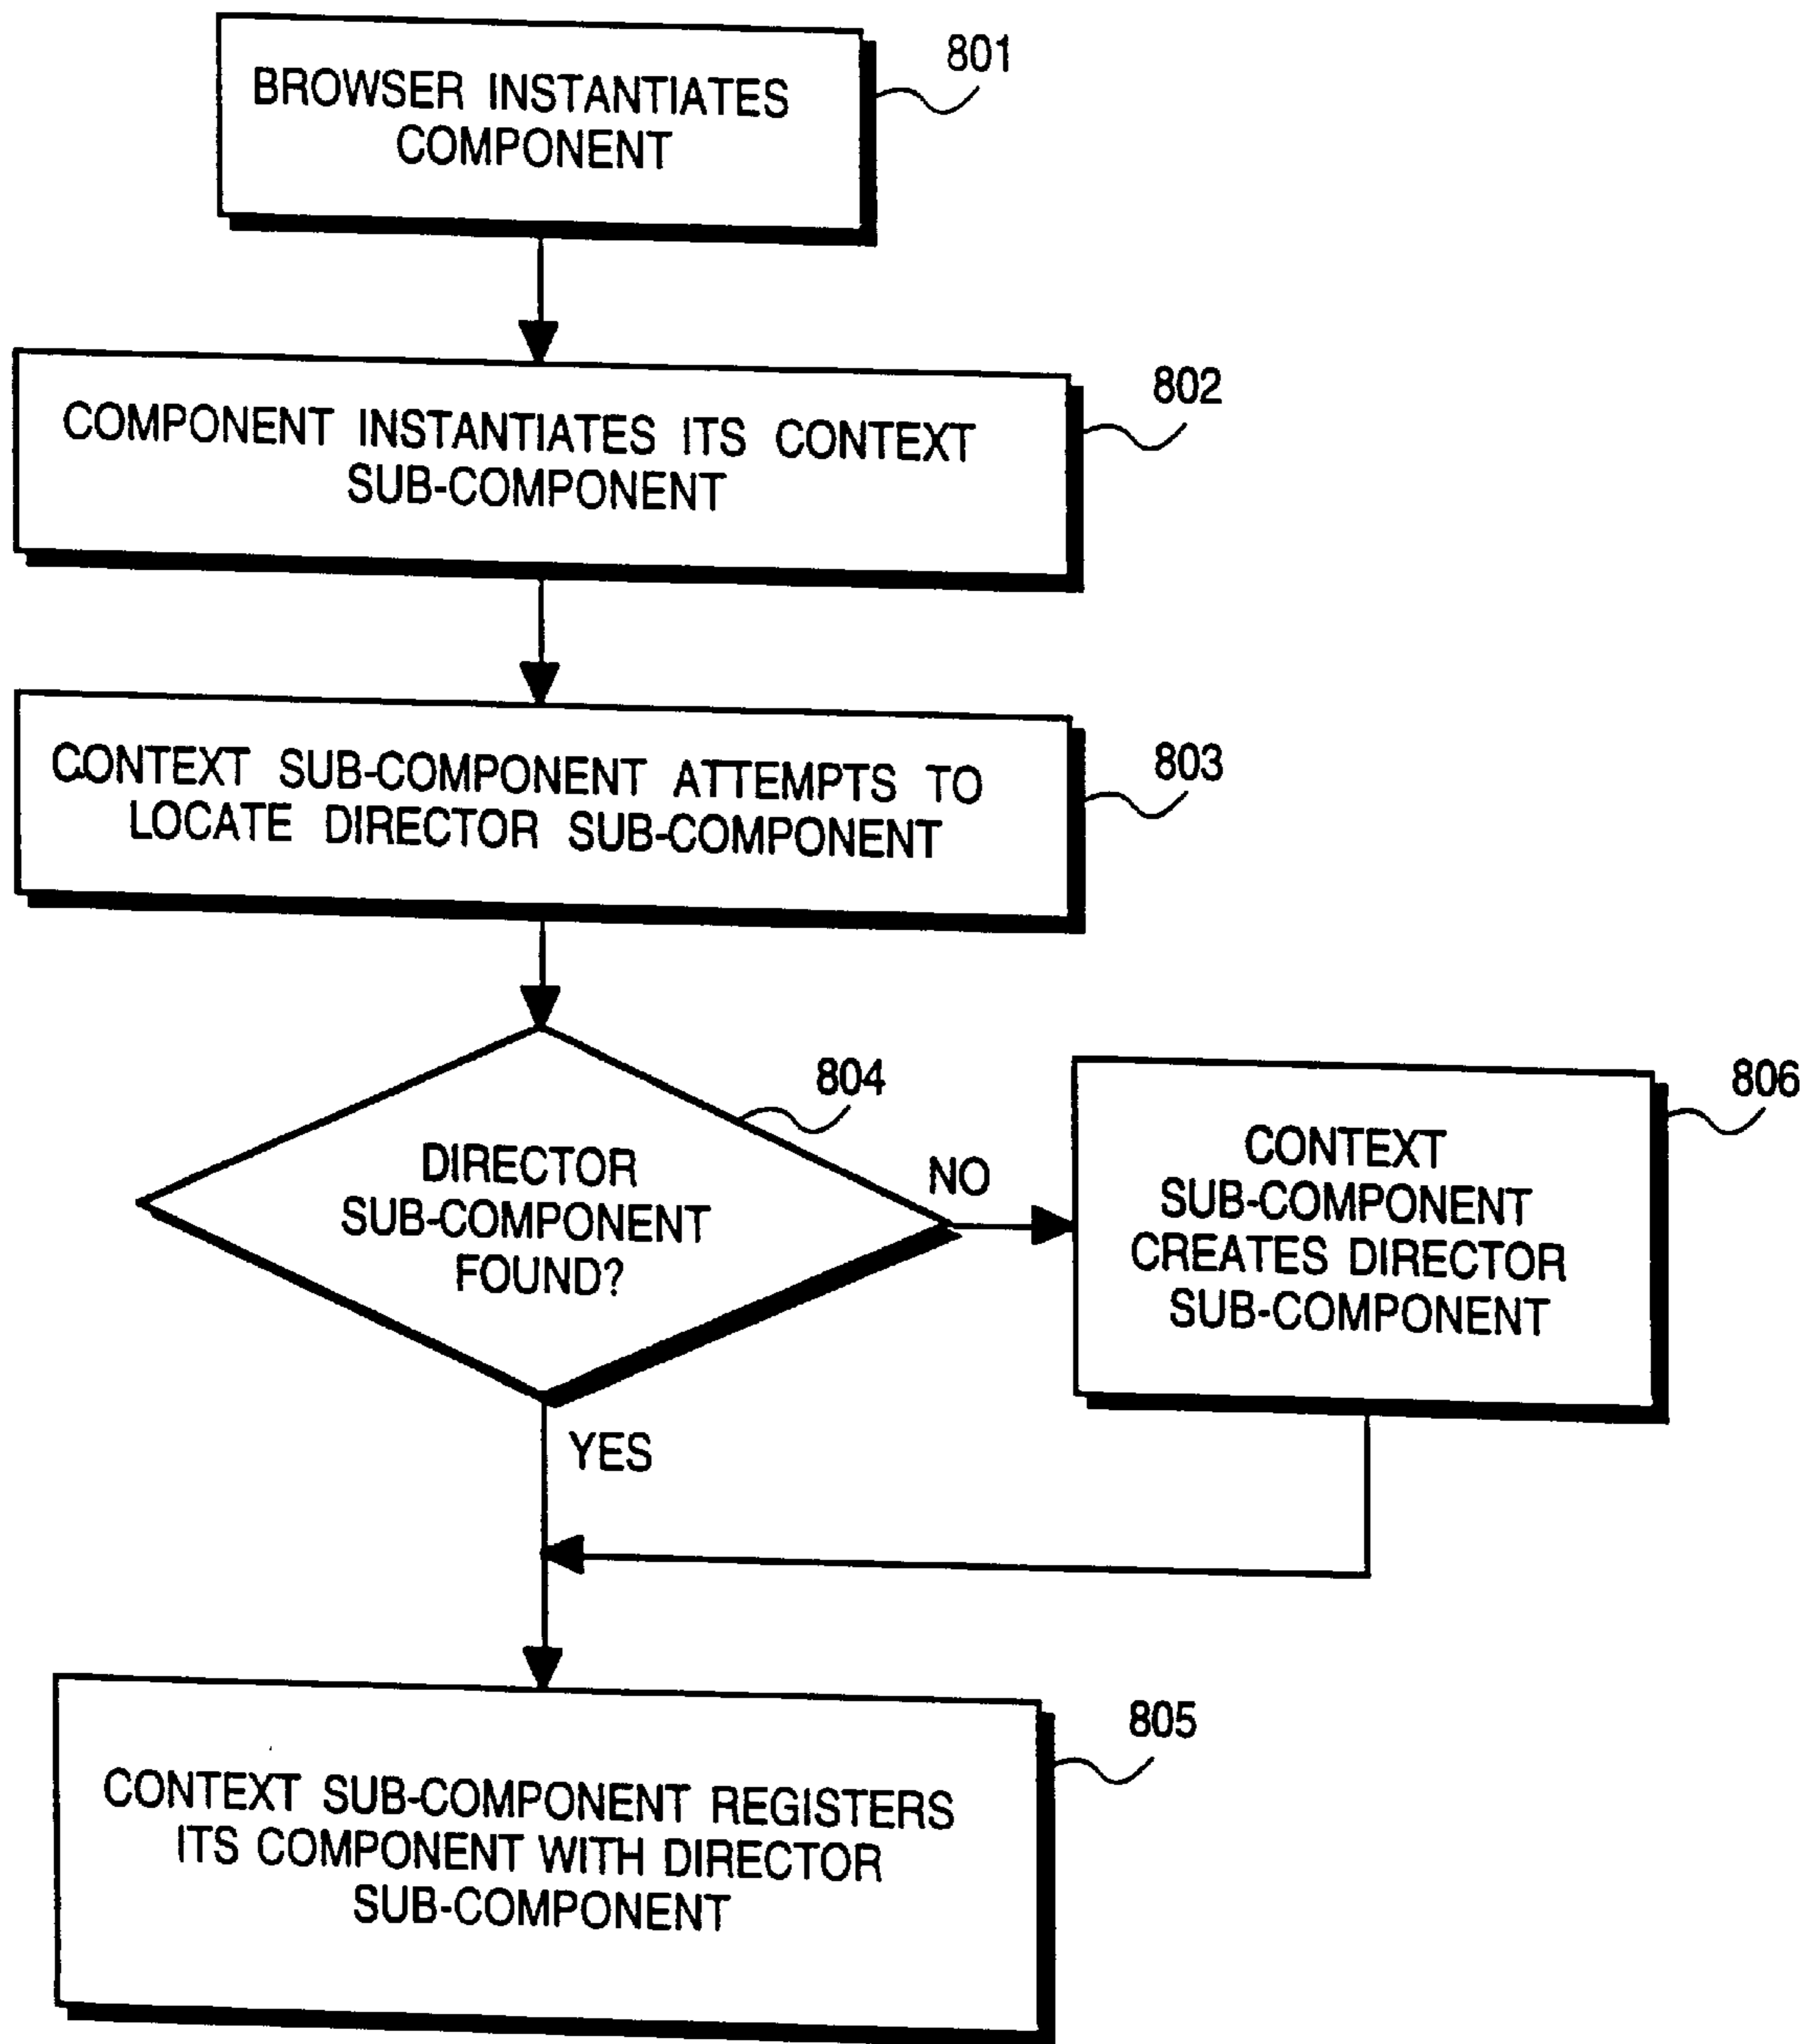 801
BROWSER INSTANTIATES
COMPONENT
802
COMPONENT INSTANTIATES ITS CONTEXT
SUB-COMPONENT
803
CONTEXT SUB-COMPONENT ATTEMPTS TO
LOCATE DIRECTOR SUB-COMPONENT
804
DIRECTOR
SUB-COMPONENT
FOUND?
NO
806
CONTEXT
SUB-COMPONENT
CREATES DIRECTOR
SUB-COMPONENT
YES
805
CONTEXT SUB-COMPONENT REGISTERS
ITS COMPONENT WITH DIRECTOR
SUB-COMPONENT